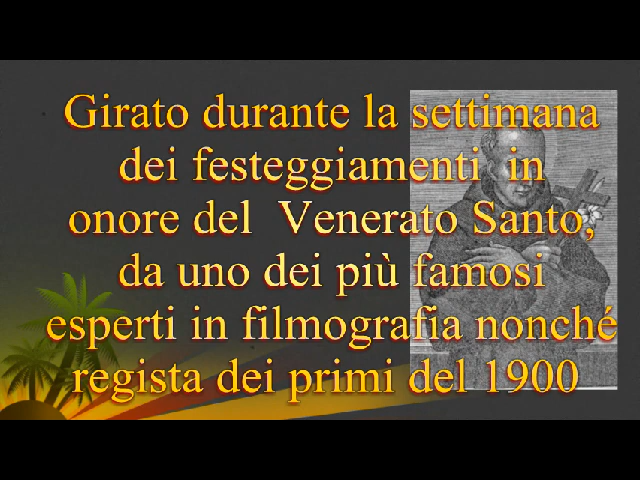 Girato durante la settimana
dei festeggiamenti in
onore del Venerato Santo,
da uno dei più famosi
esperti in filmografia nonché
regista dei primi del 1900